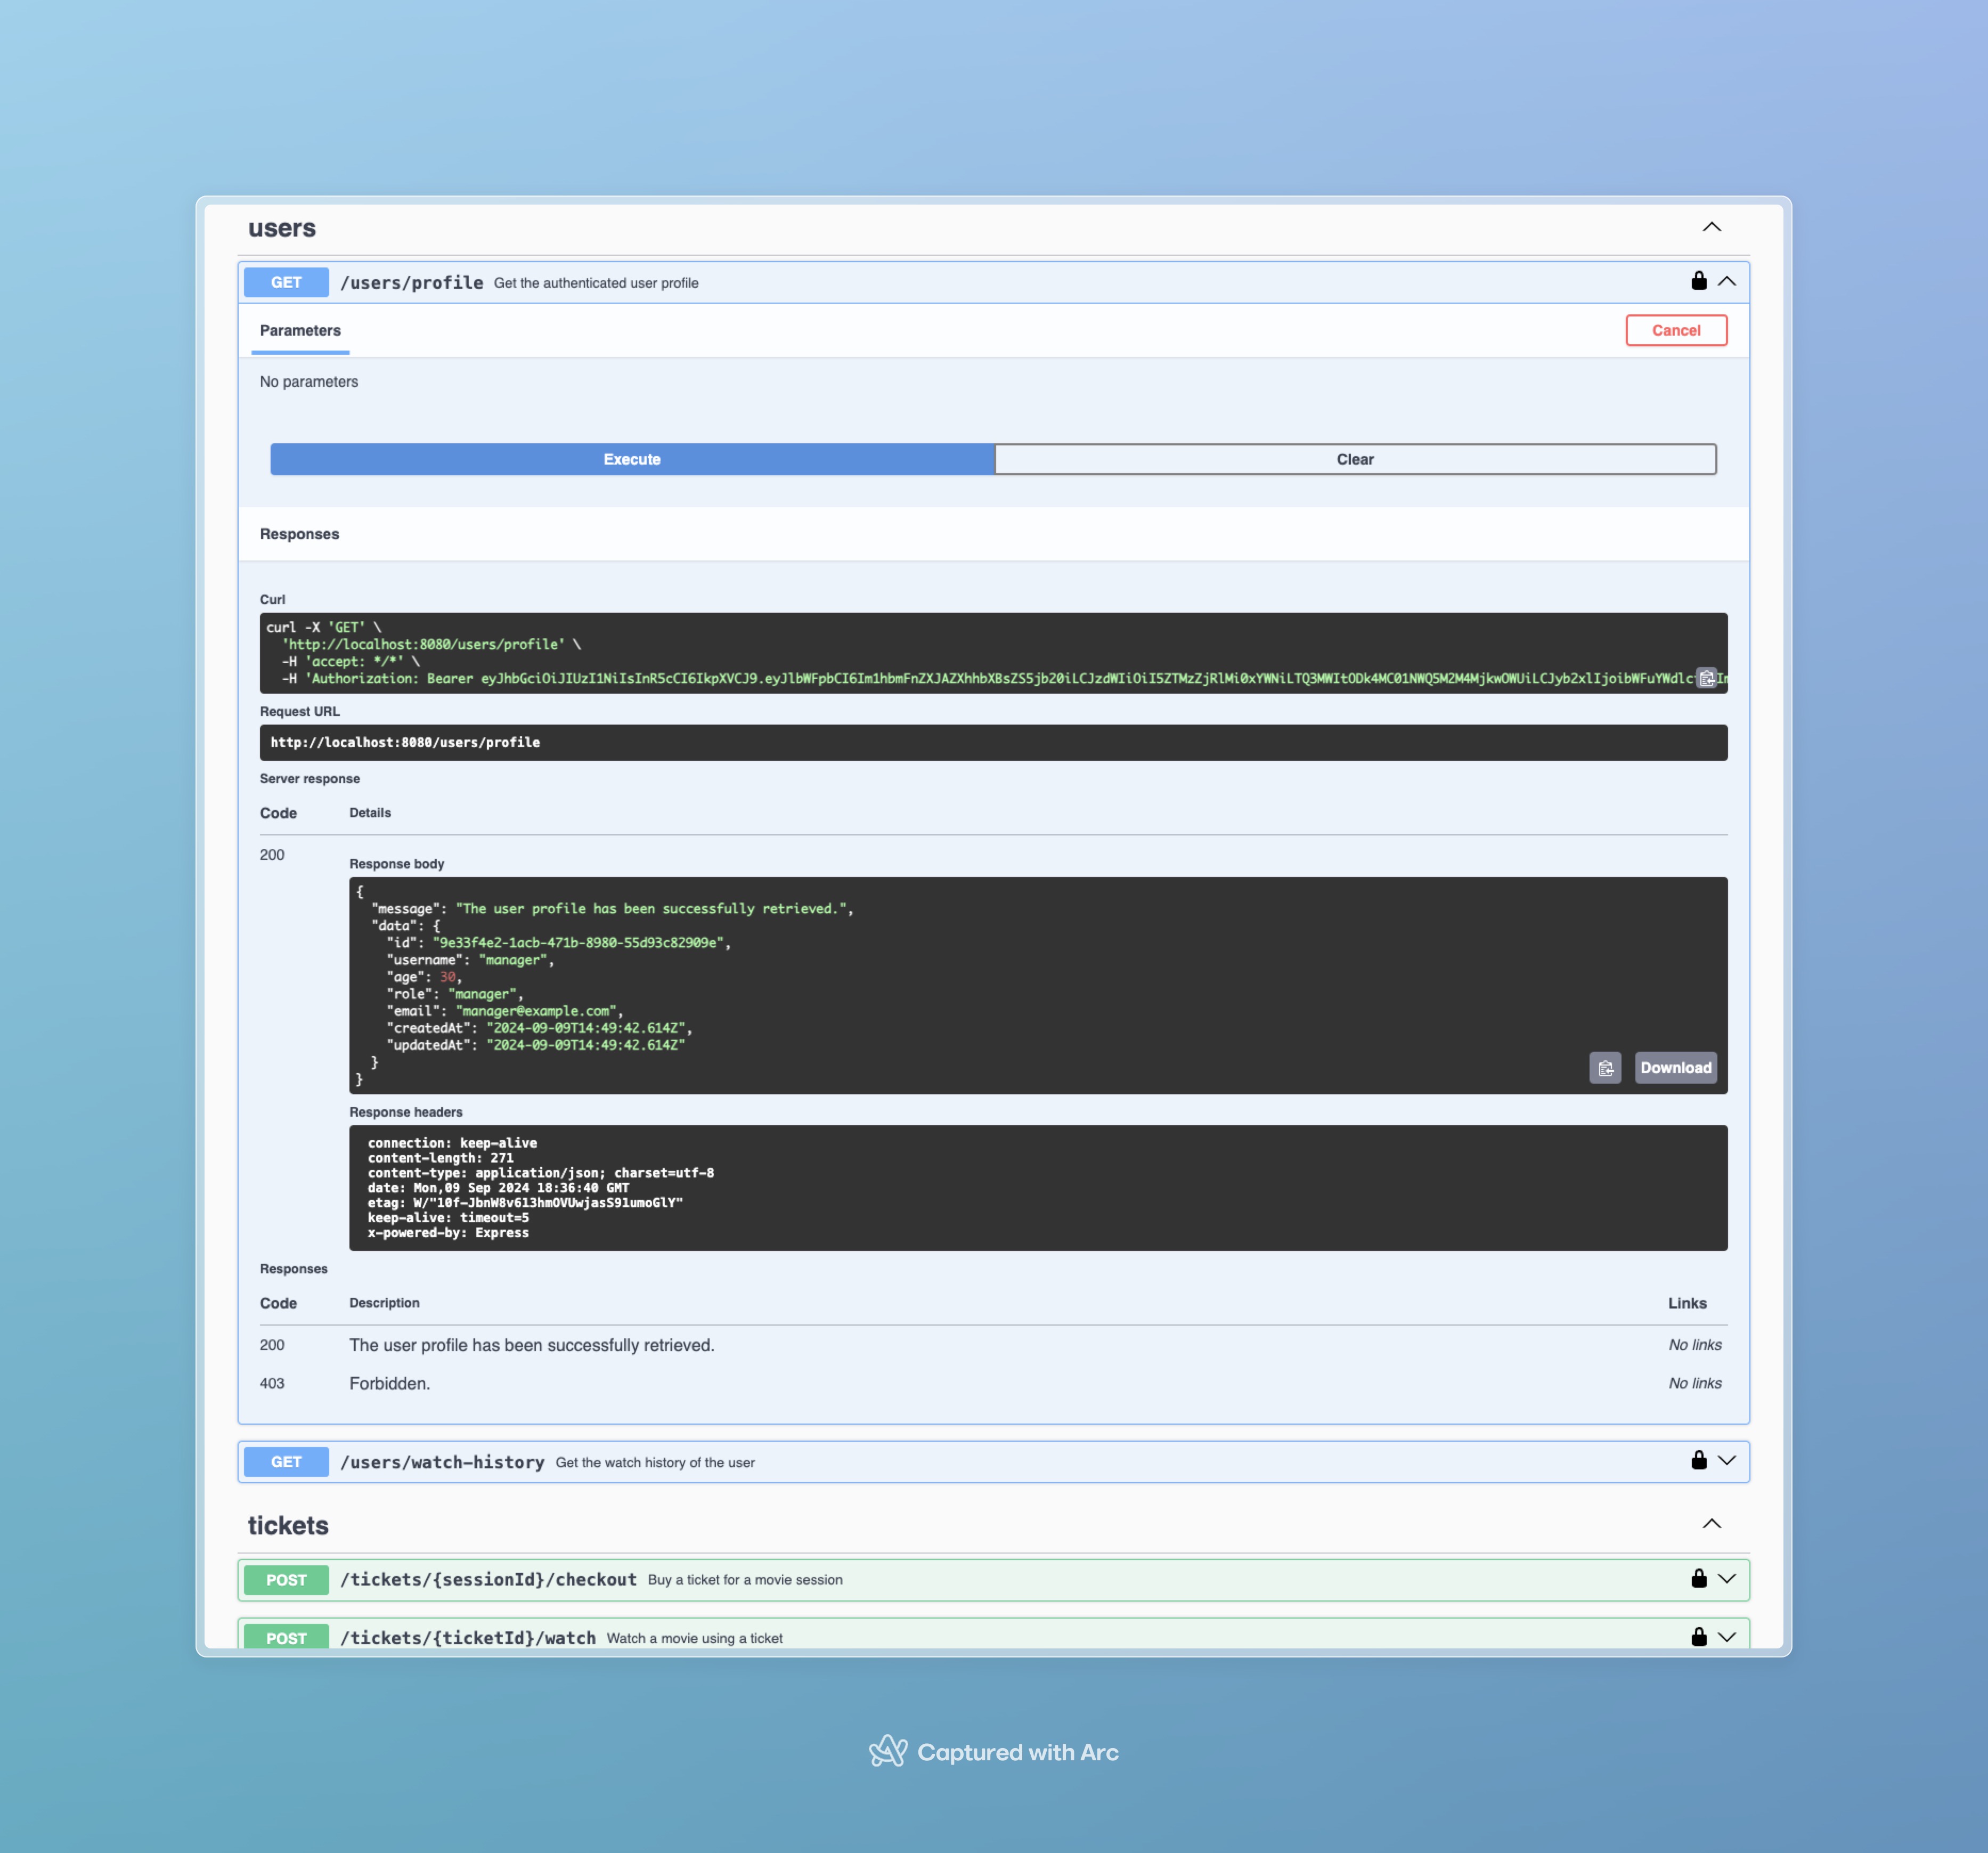 users
GET /users/profile Get the authenticated user profile
Parameters Cancel
No parameters
Execute Clear
Responses
Curl
curl -X 'GET' \
'http://localhost:8080/users/profile' \
-H 'accept: */*' \
-H 'Authorization: Bearer eyJhbGciOiJIUzI1NiIsInR5cCI6IkpXVCJ9.eyJlbWFpbCI6Im1hbmFnZXJAZXhhbXBsZS5jb20iLCJzdWIiOiI5ZTMzZjRlMi0xYWNiLTQ3MWItODk4MC01NWQ5M2M4MjkwOWUiLCJyb2xlIjoibWFuYWdlc
Request URL
http://localhost:8080/users/profile
Server response
Code Details
200
Response body
{
"message": "The user profile has been successfully retrieved.",
"data": {
"id": "9e33f4e2-1acb-471b-8980-55d93c82909e",
"username": "manager",
"age": 30,
"role": "manager",
"email": "manager@example.com",
"createdAt": "2024-09-09T14:49:42.614Z",
"updatedAt": "2024-09-09T14:49:42.614Z"
}
}
Download
Response headers
connection: keep-alive
content-length: 271
content-type: application/json; charset=utf-8
date: Mon,09 Sep 2024 18:36:40 GMT
etag: W/"10f-JbnW8v613hmOVUwjasS91umoGlY"
keep-alive: timeout=5
x-powered-by: Express
Responses
Code Description Links
200 The user profile has been successfully retrieved. No links
403 Forbidden. No links
GET /users/watch-history Get the watch history of the user
tickets
POST /tickets/{sessionId}/checkout Buy a ticket for a movie session
POST /tickets/{ticketId}/watch Watch a movie using a ticket
Captured with Arc